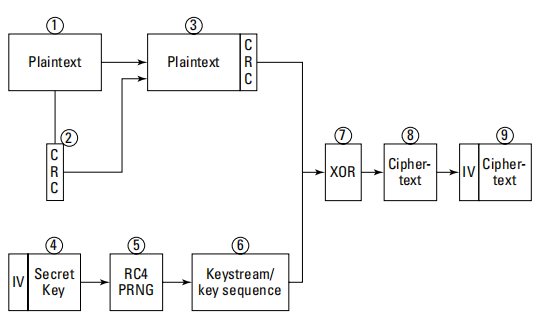 ①
Plaintext
②
C
R
C
③
Plaintext
C
R
C
④
IV
Secret
Key
⑤
RC4
PRNG
⑥
Keystream/
key sequence
⑦
XOR
⑧
Cipher-
text
⑨
IV
Cipher-
text